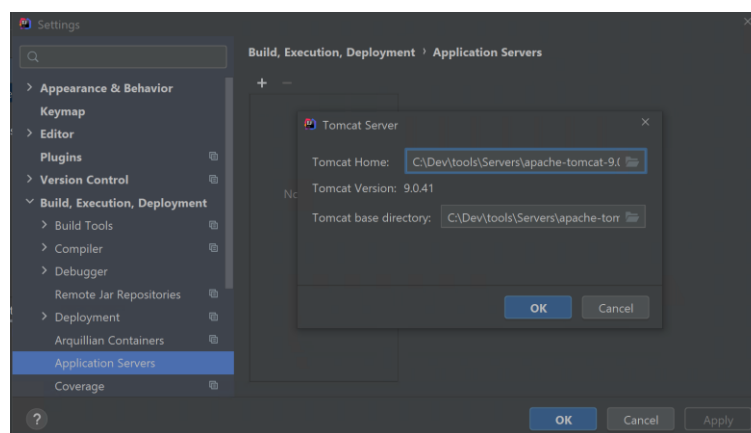 Settings
Build, Execution, Deployment › Application Servers
Appearance & Behavior
Keymap
Editor
Plugins
Version Control
Build, Execution, Deployment
Build Tools
Compiler
Debugger
Remote Jar Repositories
Deployment
Arquillian Containers
Application Servers
Coverage
Tomcat Server
Tomcat Home: C:\Dev\tools\Servers\apache-tomcat-9.(
Tomcat Version: 9.0.41
Tomcat base directory: C:\Dev\tools\Servers\apache-tom
OK Cancel
? OK Cancel Apply